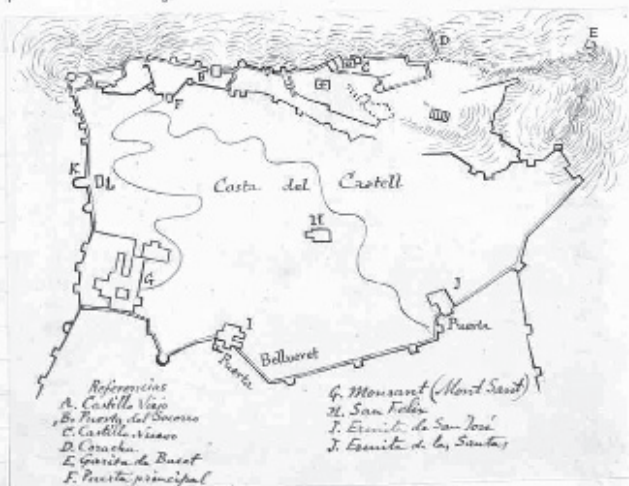 D
E
B
C
F
Costa del Castell
K
H
G
J
I
Puerta
Puerta
Bellveret
Referencias
A. Castillo Viejo
B. Puerta del Socorro
C. Castillo nuevo
D. Coracha
E. Garita de Buset
F. Puerta principal
G. Monsant (Mont Sant)
H. San Felix
I. Ermita de San José
J. Ermita de las Santas